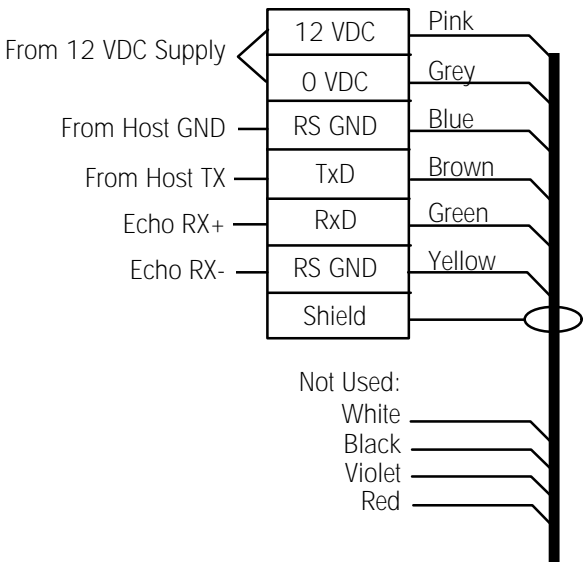 12 VDC Pink
From 12 VDC Supply
0 VDC Grey
From Host GND RS GND Blue
From Host TX TxD Brown
Echo RX+ RxD Green
Echo RX- RS GND Yellow
Shield
Not Used:
White
Black
Violet
Red